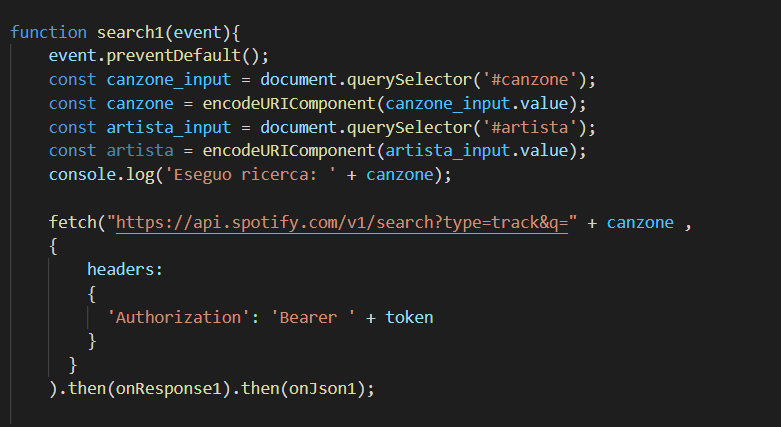 function search1(event){
event.preventDefault();
const canzone_input = document.querySelector('#canzone');
const canzone = encodeURIComponent(canzone_input.value);
const artista_input = document.querySelector('#artista');
const artista = encodeURIComponent(artista_input.value);
console.log('Eseguo ricerca: ' + canzone);
fetch("https://api.spotify.com/v1/search?type=track&q=" + canzone ,
{
headers:
{
'Authorization': 'Bearer ' + token
}
}
).then(onResponse1).then(onJson1);